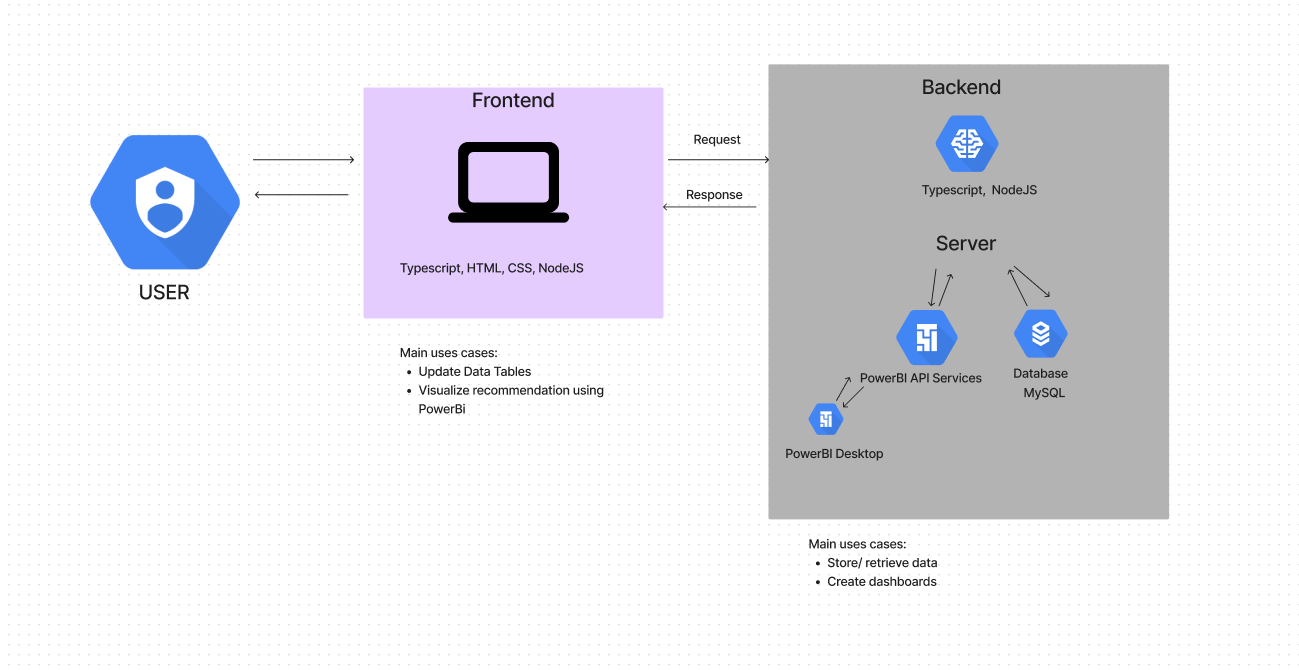 USER
Frontend
Typescript, HTML, CSS, NodeJS
Main uses cases:
• Update Data Tables
• Visualize recommendation using
PowerBi
Request
Response
Backend
Typescript,  NodeJS
Server
PowerBI API Services
Database
MySQL
PowerBI Desktop
Main uses cases:
• Store/ retrieve data
• Create dashboards